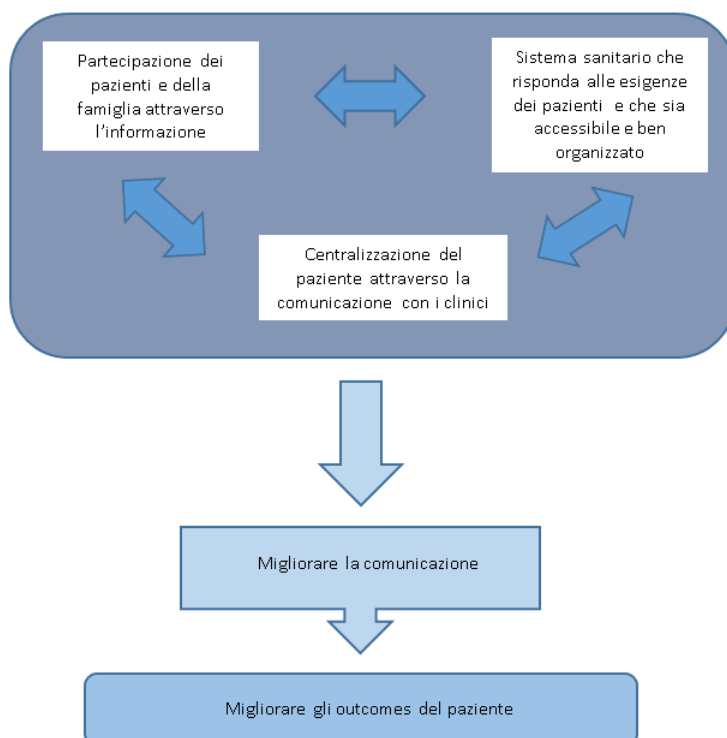 Partecipazione dei
pazienti e della
famiglia attraverso
l'informazione
Sistema sanitario che
risponda alle esigenze
dei pazienti e che sia
accessibile e ben
organizzato
Centralizzazione del
paziente attraverso la
comunicazione con i clinici
Migliorare la comunicazione
Migliorare gli outcomes del paziente